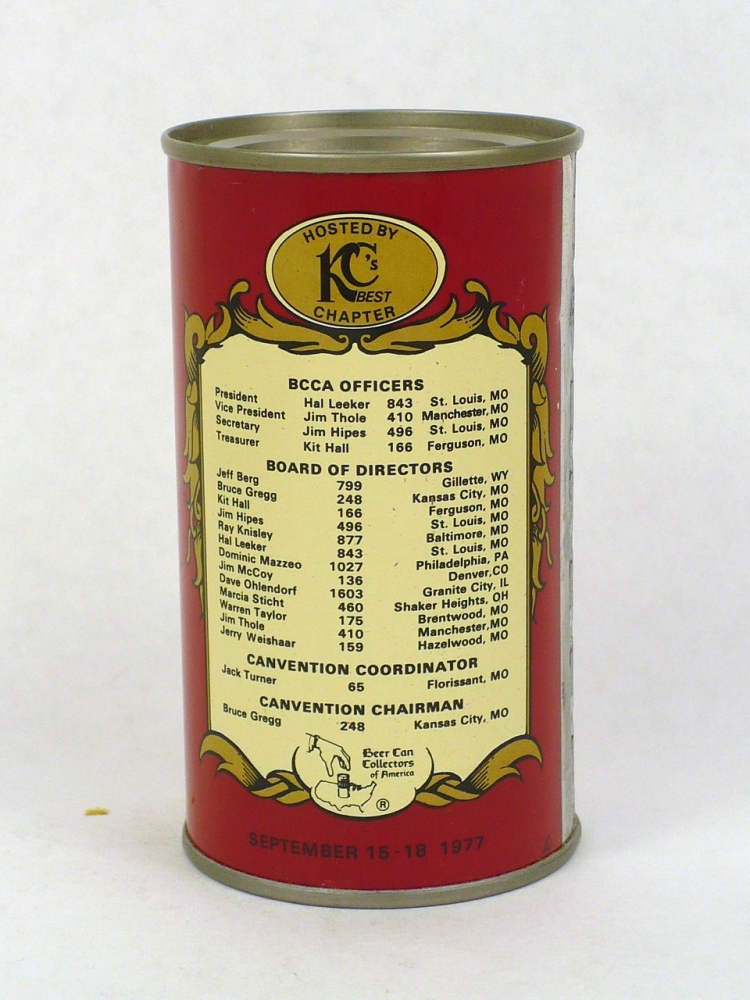 HOSTED BY
KC's
BEST
CHAPTER
BCCA OFFICERS
President Hal Leeker 843 St. Louis, MO
Vice President Jim Thole 410 Manchester, MO
Secretary Jim Hipes 496 St. Louis, MO
Treasurer Kit Hall 166 Ferguson, MO
BOARD OF DIRECTORS
Jeff Berg 799 Gillette, WY
Bruce Gregg 248 Kansas City, MO
Kit Hall 166 Ferguson, MO
Jim Hipes 496 St. Louis, MO
Ray Knisley 877 Baltimore, MD
Hal Leeker 843 St. Louis, MO
Dominic Mazzeo 1027 Philadelphia, PA
Jim McCoy 136 Denver, CO
Dave Ohlendorf 1603 Granite City, IL
Marcia Sticht 460 Shaker Heights, OH
Warren Taylor 175 Brentwood, MO
Jim Thole 410 Manchester, MO
Jerry Weishaar 159 Hazelwood, MO
CANVENTION COORDINATOR
Jack Turner 65 Florissant, MO
CANVENTION CHAIRMAN
Bruce Gregg 248 Kansas City, MO
Beer Can
Collectors
of America
®
SEPTEMBER 15-18 1977